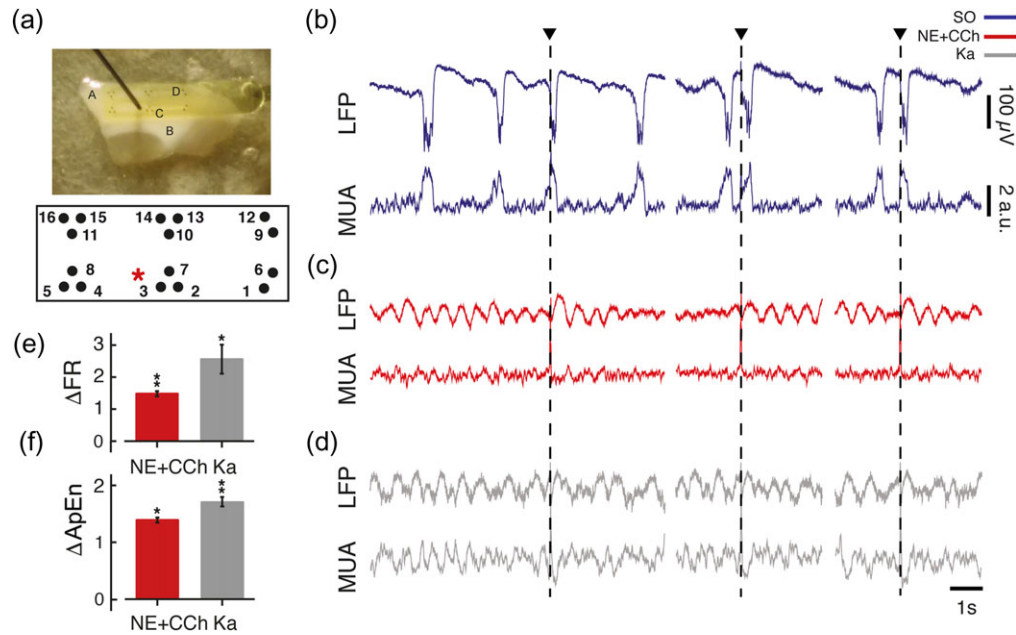 (a)
A
D
C
B
16 15 14 13 12
11 10 9
8 7 6
*
5 4 3 2 1
(b)
SO
NE+CCh
Ka
LFP
100 µV
MUA
2 a.u.
(c)
LFP
MUA
(d)
LFP
MUA
1s
(e)
ΔFR
3
2
1
0
**
*
NE+CCh Ka
(f)
ΔApEn
2
1
0
*
**
NE+CCh Ka